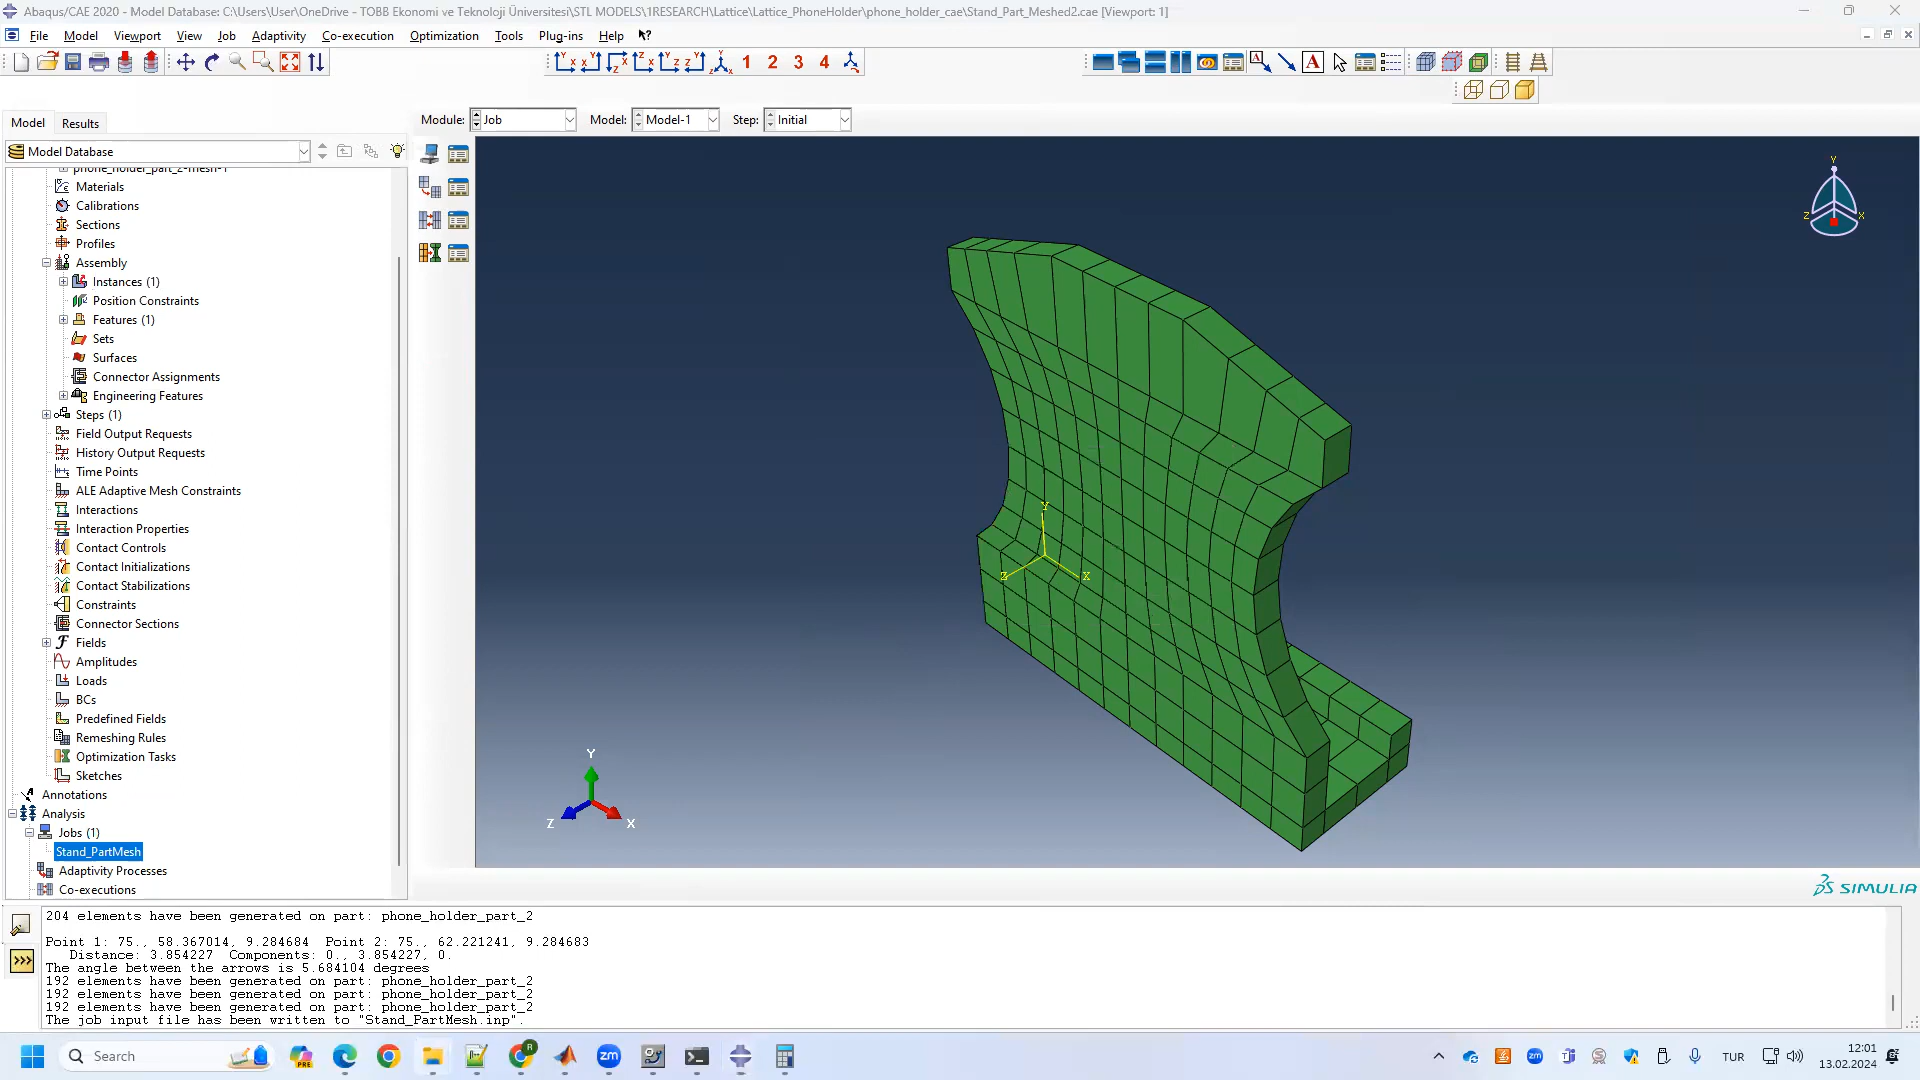 Abaqus/CAE 2020 - Model Database: C:\Users\User\OneDrive - TOBB Ekonomi ve Teknoloji Üniversitesi\STL MODELS\1RESEARCH\Lattice\Lattice_PhoneHolder\phone_holder_cae\Stand_Part_Meshed2.cae [Viewport: 1]
File Model Viewport View Job Adaptivity Co-execution Optimization Tools Plug-ins Help
1 2 3 4
Model Results
Module: Job Model: Model-1 Step: Initial
Model Database
phone_holder_part_2-mesh-1
Materials
Calibrations
Sections
Profiles
Assembly
Instances (1)
Position Constraints
Features (1)
Sets
Surfaces
Connector Assignments
Engineering Features
Steps (1)
Field Output Requests
History Output Requests
Time Points
ALE Adaptive Mesh Constraints
Interactions
Interaction Properties
Contact Controls
Contact Initializations
Contact Stabilizations
Constraints
Connector Sections
Fields
Amplitudes
Loads
BCs
Predefined Fields
Remeshing Rules
Optimization Tasks
Sketches
Annotations
Analysis
Jobs (1)
Stand_PartMesh
Adaptivity Processes
Co-executions
Y
Z X
Y
Z X
Y
Z X
SIMULIA
204 elements have been generated on part: phone_holder_part_2
Point 1: 75., 58.367014, 9.284684 Point 2: 75., 62.221241, 9.284683
Distance: 3.854227 Components: 0., 3.854227, 0.
The angle between the arrows is 5.684104 degrees
192 elements have been generated on part: phone_holder_part_2
192 elements have been generated on part: phone_holder_part_2
192 elements have been generated on part: phone_holder_part_2
The job input file has been written to "Stand_PartMesh.inp".
Search
TUR
12:01
13.02.2024